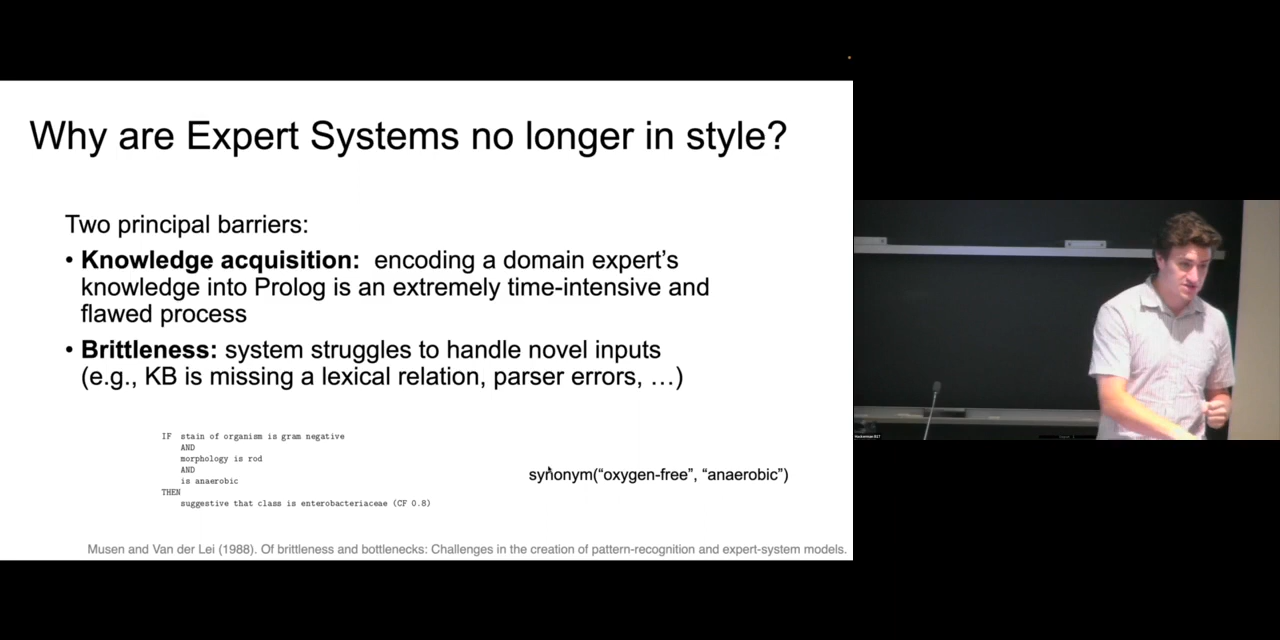 Why are Expert Systems no longer in style?
Two principal barriers:
• Knowledge acquisition: encoding a domain expert's
knowledge into Prolog is an extremely time-intensive and
flawed process
• Brittleness: system struggles to handle novel inputs
(e.g., KB is missing a lexical relation, parser errors, …)
IF stain of organism is gram negative
AND
morphology is rod
AND
is anaerobic
THEN
suggestive that class is enterobacteriaceae (CF 0.8)
synonym(“oxygen-free”, “anaerobic”)
Musen and Van der Lei (1988). Of brittleness and bottlenecks: Challenges in the creation of pattern-recognition and expert-system models.